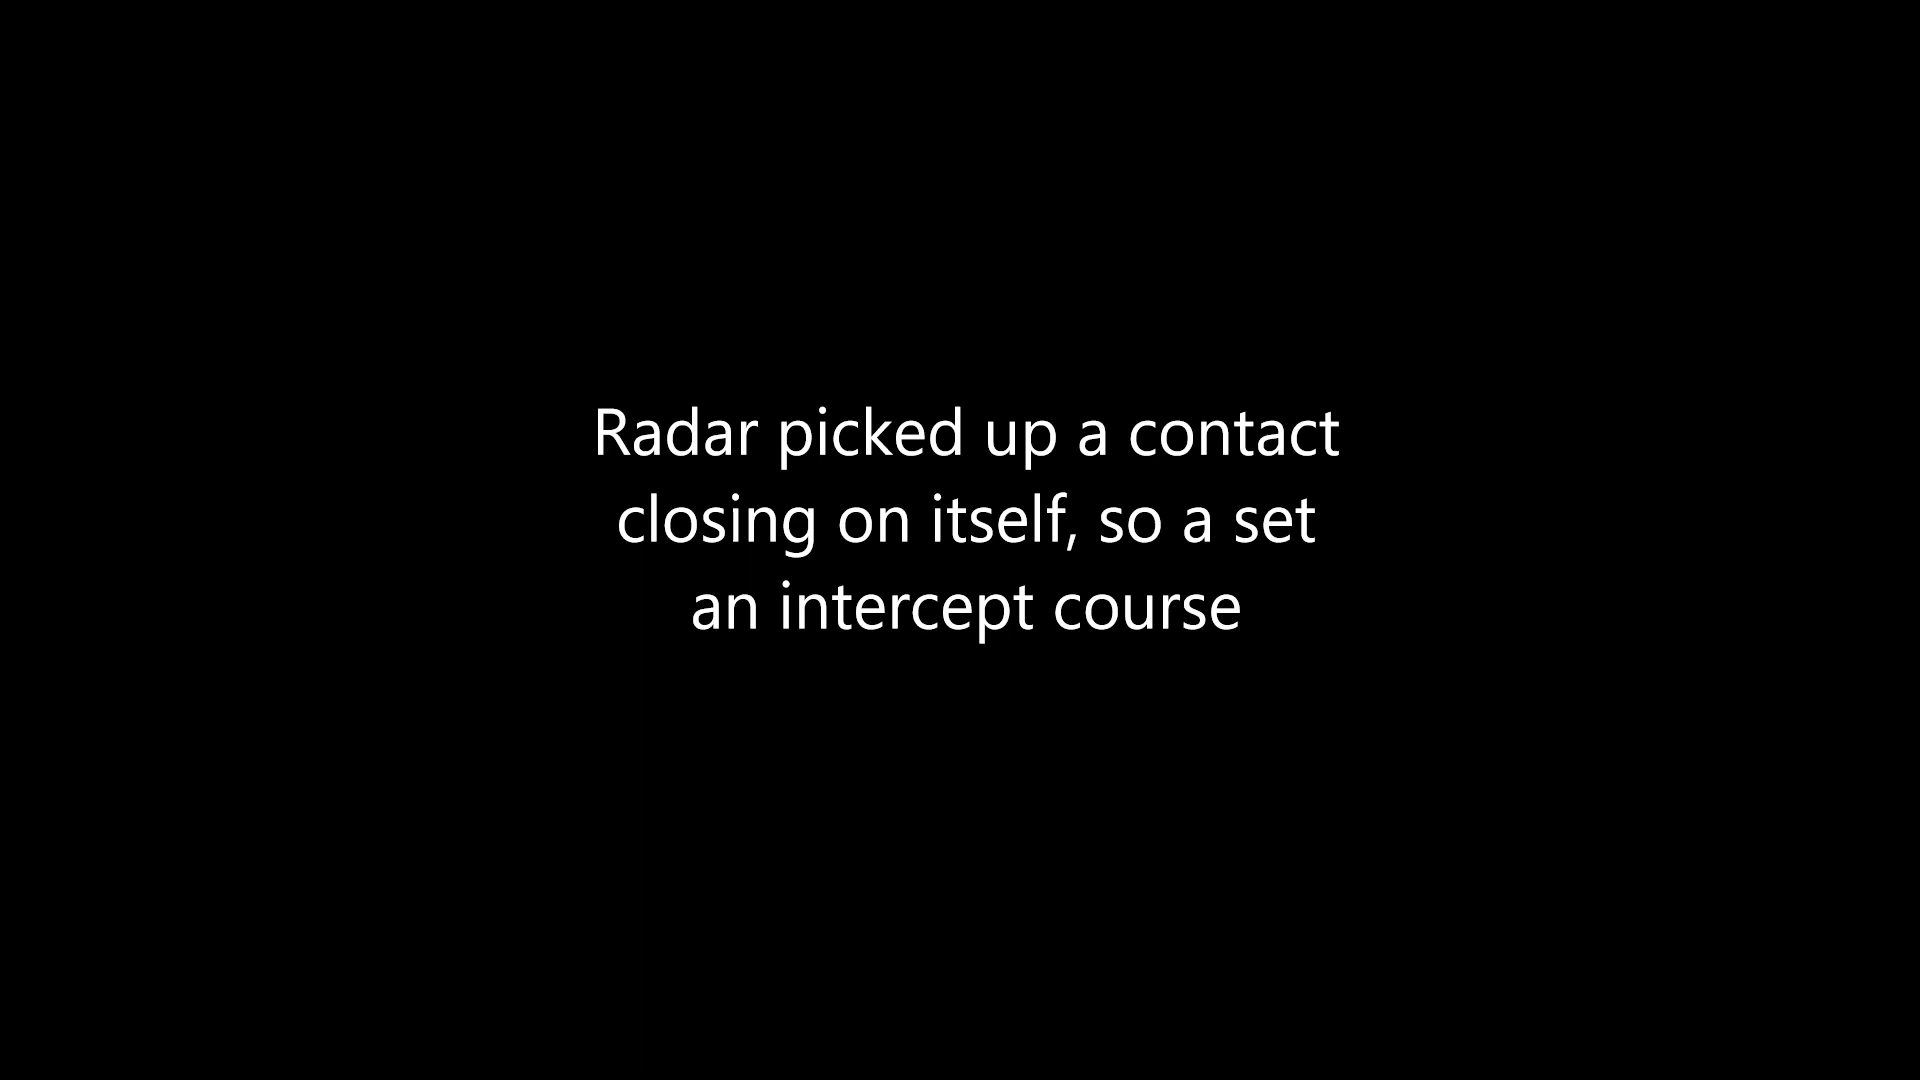 Radar picked up a contact
closing on itself, so a set
an intercept course